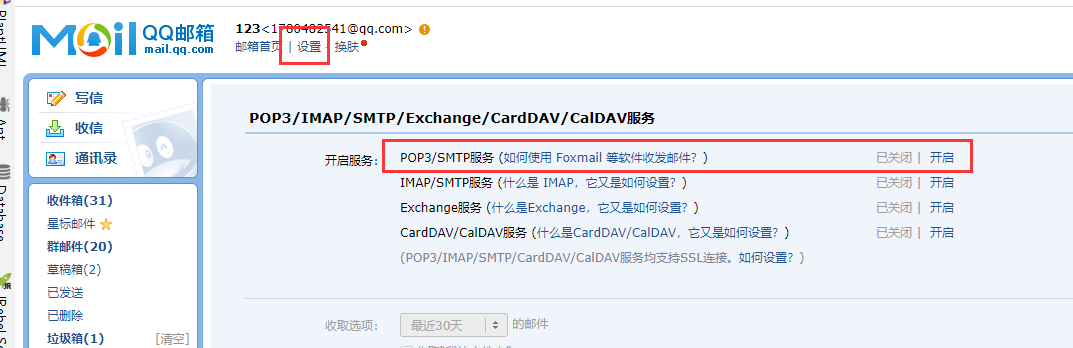 PlantUML
Ant
Database
Mail QQ邮箱
mail.qq.com
123<1780482541@qq.com>
邮箱首页 | 设置 - 换肤
写信
收信
通讯录
收件箱(31)
星标邮件
群邮件(20)
草稿箱(2)
已发送
已删除
垃圾箱(1) [清空]
POP3/IMAP/SMTP/Exchange/CardDAV/CalDAV服务
开启服务: POP3/SMTP服务 (如何使用 Foxmail 等软件收发邮件? ) 已关闭 | 开启
IMAP/SMTP服务 (什么是 IMAP，它又是如何设置? ) 已关闭 | 开启
Exchange服务 (什么是Exchange，它又是如何设置? ) 已关闭 | 开启
CardDAV/CalDAV服务 (什么是CardDAV/CalDAV，它又是如何设置? ) 已关闭 | 开启
(POP3/IMAP/SMTP/CardDAV/CalDAV服务均支持SSL连接。如何设置? )
收取选项: 最近30天 的邮件